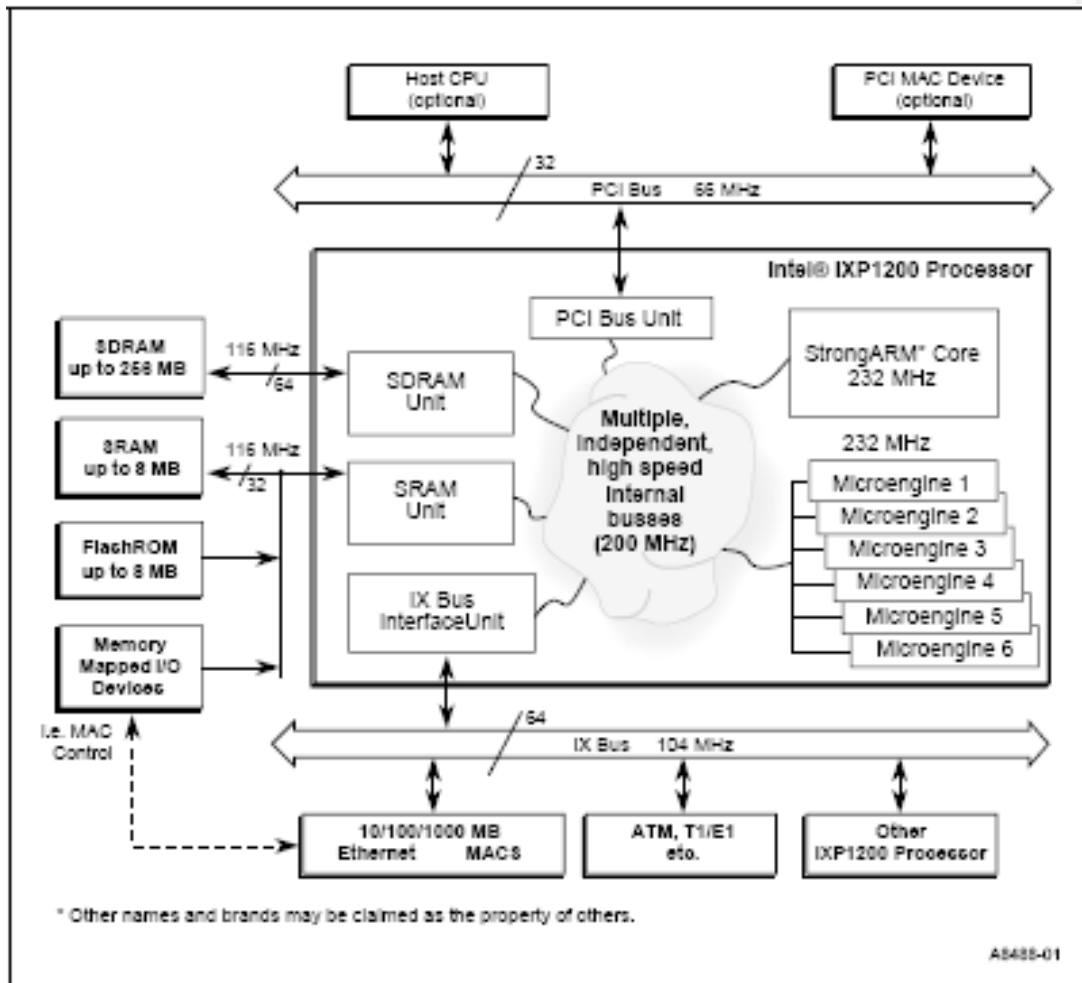 Host CPU
(optional)
PCI MAC Device
(optional)
32
PCI Bus 66 MHz
Intel® IXP1200 Processor
PCI Bus Unit
SDRAM
up to 256 MB
116 MHz
64
SDRAM
Unit
StrongARM* Core
232 MHz
Multiple,
Independent,
high speed
Internal
busses
(200 MHz)
SRAM
up to 8 MB
116 MHz
32
SRAM
Unit
232 MHz
Microengine 1
Microengine 2
Microengine 3
Microengine 4
Microengine 5
Microengine 6
FlashROM
up to 8 MB
IX Bus
InterfaceUnit
Memory
Mapped I/O
Devices
i.e. MAC
Control
64
IX Bus 104 MHz
10/100/1000 MB
Ethernet MACS
ATM, T1/E1
etc.
Other
IXP1200 Processor
* Other names and brands may be claimed as the property of others.
A8488-01